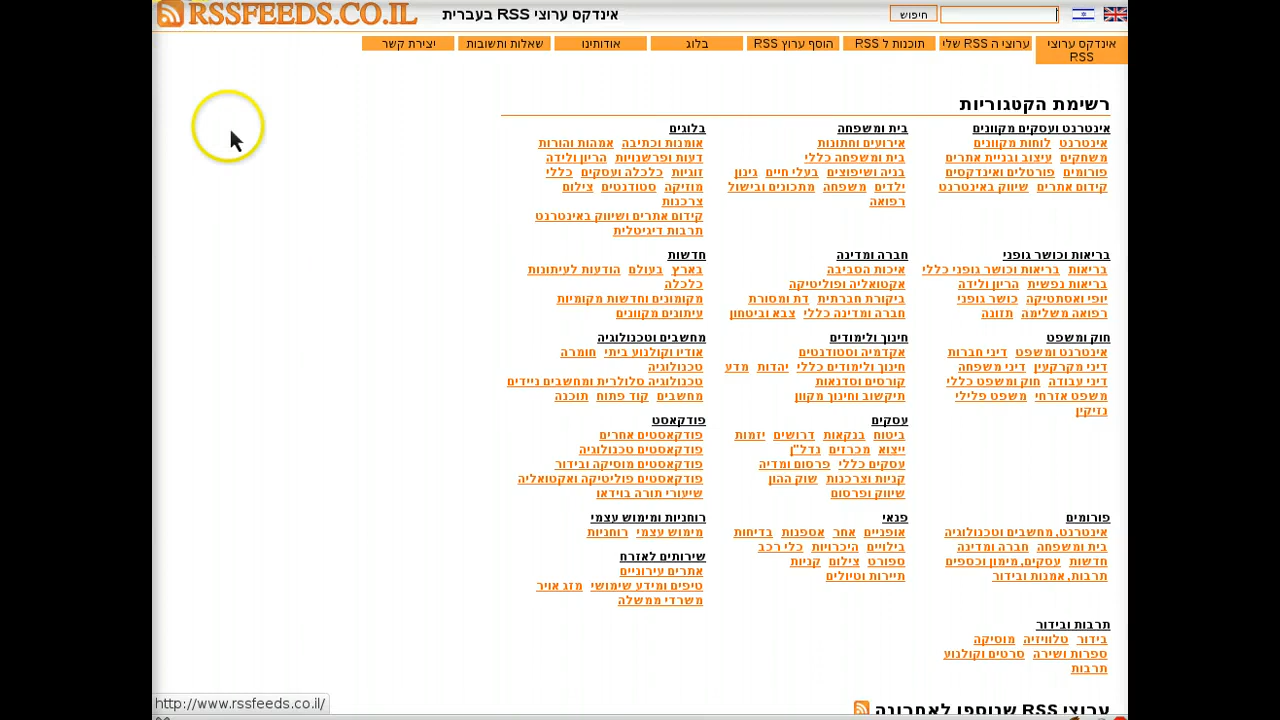 RSSFEEDS.CO.IL אינדקס ערוצי RSS בעברית חיפוש
אינדקס ערוצי RSS
ערוצי ה RSS שלי
תוכנות ל RSS
הוסף ערוץ RSS
בלוג
אודותינו
שאלות ותשובות
יצירת קשר
רשימת הקטגוריות
אינטרנט ועסקים מקוונים
אינטרנט לוחות מקוונים
משחקים עיצוב ובניית אתרים
פורומים פורטלים ואינדקסים
קידום אתרים שיווק באינטרנט
בית ומשפחה
אירועים וחתונות
בית ומשפחה כללי
בניה ושיפוצים בעלי חיים גינון
ילדים משפחה מתכונים ובישול
רפואה
בלוגים
אומנות וכתיבה אמהות והורות
דעות ופרשנויות הריון ולידה
זוגיות כלכלה ועסקים כללי
מוזיקה סטודנטים צילום
צרכנות
קידום אתרים ושיווק באינטרנט
תרבות דיגיטלית
בריאות וכושר גופני
בריאות בריאות וכושר גופני כללי
בריאות נפשית הריון ולידה
יופי ואסתטיקה כושר גופני
רפואה משלימה תזונה
חברה ומדינה
איכות הסביבה
אקטואליה ופוליטיקה
ביקורת חברתית דת ומסורת
חברה ומדינה כללי צבא וביטחון
חדשות
בארץ בעולם הודעות לעיתונות
כלכלה
מקומונים וחדשות מקומיות
עיתונים מקוונים
חוק ומשפט
אינטרנט ומשפט דיני חברות
דיני מקרקעין דיני משפחה
דיני עבודה חוק ומשפט כללי
משפט אזרחי משפט פלילי
נזיקין
חינוך ולימודים
אקדמיה וסטודנטים
חינוך ולימודים כללי יהדות מדע
קורסים וסדנאות
תיקשוב וחינוך מקוון
מחשבים וטכנולוגיה
אודיו וקולנוע ביתי חומרה
טכנולוגיה
טכנולוגיה סלולרית ומחשבים ניידים
מחשבים קוד פתוח תוכנה
עסקים
ביטוח בנקאות דרושים יזמות
ייצוא מכרזים נדל"ן
עסקים כללי פרסום ומדיה
קניות וצרכנות שוק ההון
שיווק ופרסום
פודקאסט
פודקאסטים אחרים
פודקאסטים טכנולוגיה
פודקאסטים מוסיקה ובידור
פודקאסטים פוליטיקה ואקטואליה
שיעורי תורה בוידאו
פורומים
אינטרנט, מחשבים וטכנולוגיה
בית ומשפחה חברה ומדינה
חדשות עסקים, מימון וכספים
תרבות, אמנות ובידור
פנאי
אופניים אחר אספנות בדיחות
בילויים היכרויות כלי רכב
ספורט צילום קניות
תיירות וטיולים
רוחניות ומימוש עצמי
מימוש עצמי רוחניות
שירותים לאזרח
אתרים עירוניים
טיפים ומידע שימושי מזג אויר
משרדי ממשלה
תרבות ובידור
בידור טלוויזיה מוסיקה
ספרות ושירה סרטים וקולנוע
תרבות
ערוצי RSS שנוספו לאחרונה
http://www.rssfeeds.co.il/